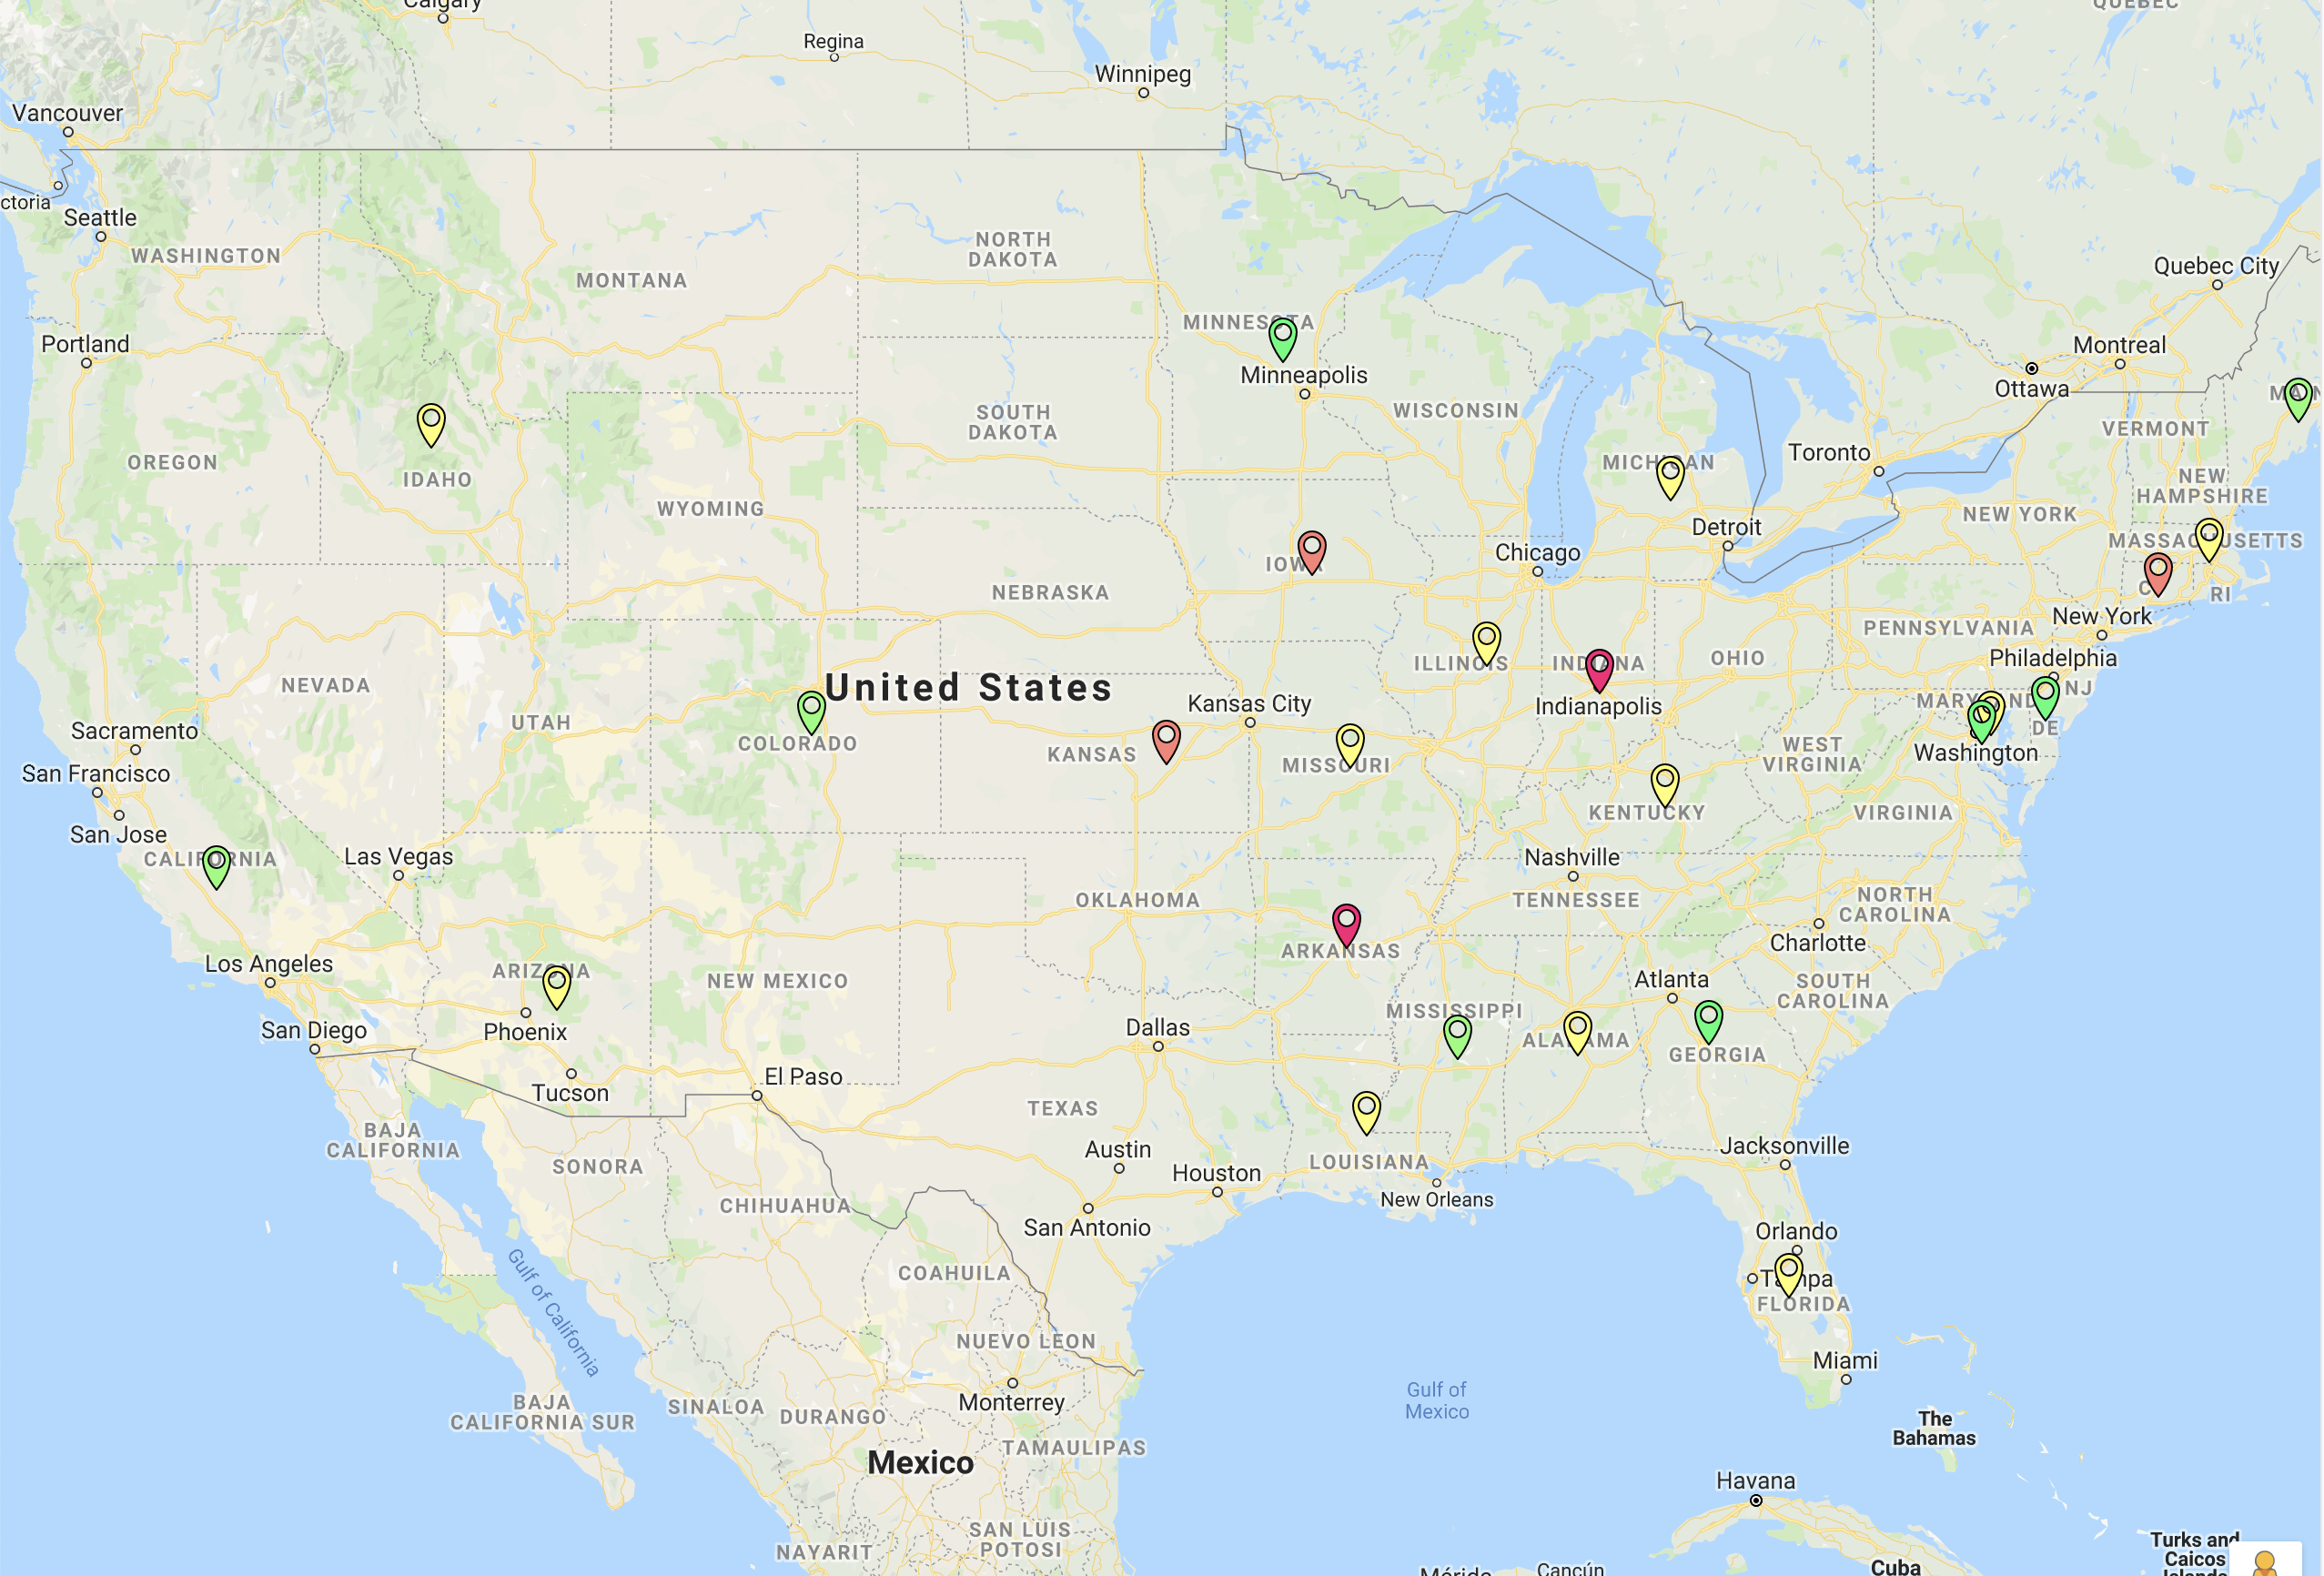 Calgary
QUEBEC
Regina
Winnipeg
Vancouver
ctoria
Seattle
WASHINGTON
NORTH
DAKOTA
MONTANA
Quebec City
MINNESOTA
Portland
Montreal
Minneapolis
Ottawa
WISCONSIN
SOUTH
DAKOTA
VERMONT
Toronto
OREGON
MICHIGAN
IDAHO
NEW
HAMPSHIRE
WYOMING
NEW YORK
Detroit
MASSACHUSETTS
Chicago
IOWA
NEBRASKA
RI
New York
PENNSYLVANIA
Philadelphia
OHIO
ILLINOIS
INDIANA
NEVADA
United States
NJ
MARYLAND
Kansas City
Indianapolis
UTAH
Sacramento
COLORADO
DE
KANSAS
WEST
VIRGINIA
Washington
MISSOURI
San Francisco
KENTUCKY
VIRGINIA
San Jose
CALIFORNIA
Las Vegas
Nashville
OKLAHOMA
TENNESSEE
NORTH
CAROLINA
Charlotte
ARKANSAS
Los Angeles
ARIZONA
NEW MEXICO
Atlanta
SOUTH
CAROLINA
MISSISSIPPI
San Diego
Phoenix
Dallas
ALABAMA
GEORGIA
El Paso
Tucson
TEXAS
BAJA
CALIFORNIA
Austin
Jacksonville
SONORA
LOUISIANA
Houston
New Orleans
CHIHUAHUA
San Antonio
Orlando
Gulf of California
COAHUILA
Tampa
FLORIDA
NUEVO LEON
Miami
Gulf of
Mexico
BAJA
CALIFORNIA SUR
SINALOA
DURANGO
Monterrey
The
Bahamas
TAMAULIPAS
Mexico
Havana
SAN LUIS
POTOSI
NAYARIT
Turks and
Caicos
Islands
Mérida
Cancún
Cuba